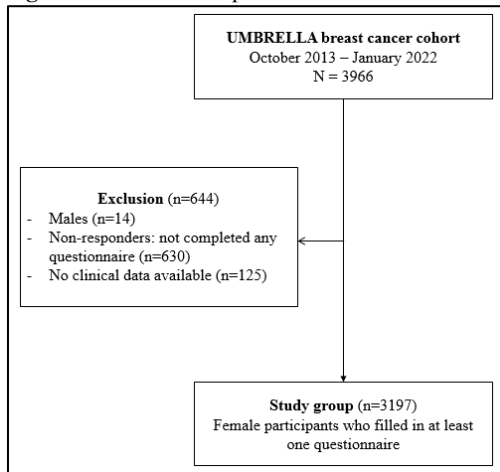 UMBRELLA breast cancer cohort
October 2013 – January 2022
N = 3966
Exclusion (n=644)
- Males (n=14)
- Non-responders: not completed any
questionnaire (n=630)
- No clinical data available (n=125)
Study group (n=3197)
Female participants who filled in at least
one questionnaire